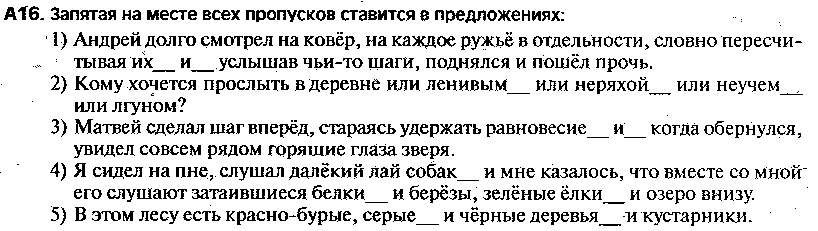 А16. Запятая на месте всех пропусков ставится в предложениях:
1) Андрей долго смотрел на ковёр, на каждое ружьё в отдельности, словно пересчи-
тывая их__ и__ услышав чьи-то шаги, поднялся и пошёл прочь.
2) Кому хочется прослыть в деревне или ленивым__ или неряхой__ или неучем__
или лгуном?
3) Матвей сделал шаг вперёд, стараясь удержать равновесие__ и__ когда обернулся,
увидел совсем рядом горящие глаза зверя.
4) Я сидел на пне, слушал далёкий лай собак__ и мне казалось, что вместе со мной
его слушают затаившиеся белки__ и берёзы, зелёные ёлки__ и озеро внизу.
5) В этом лесу есть красно-бурые, серые__ и чёрные деревья__ и кустарники.